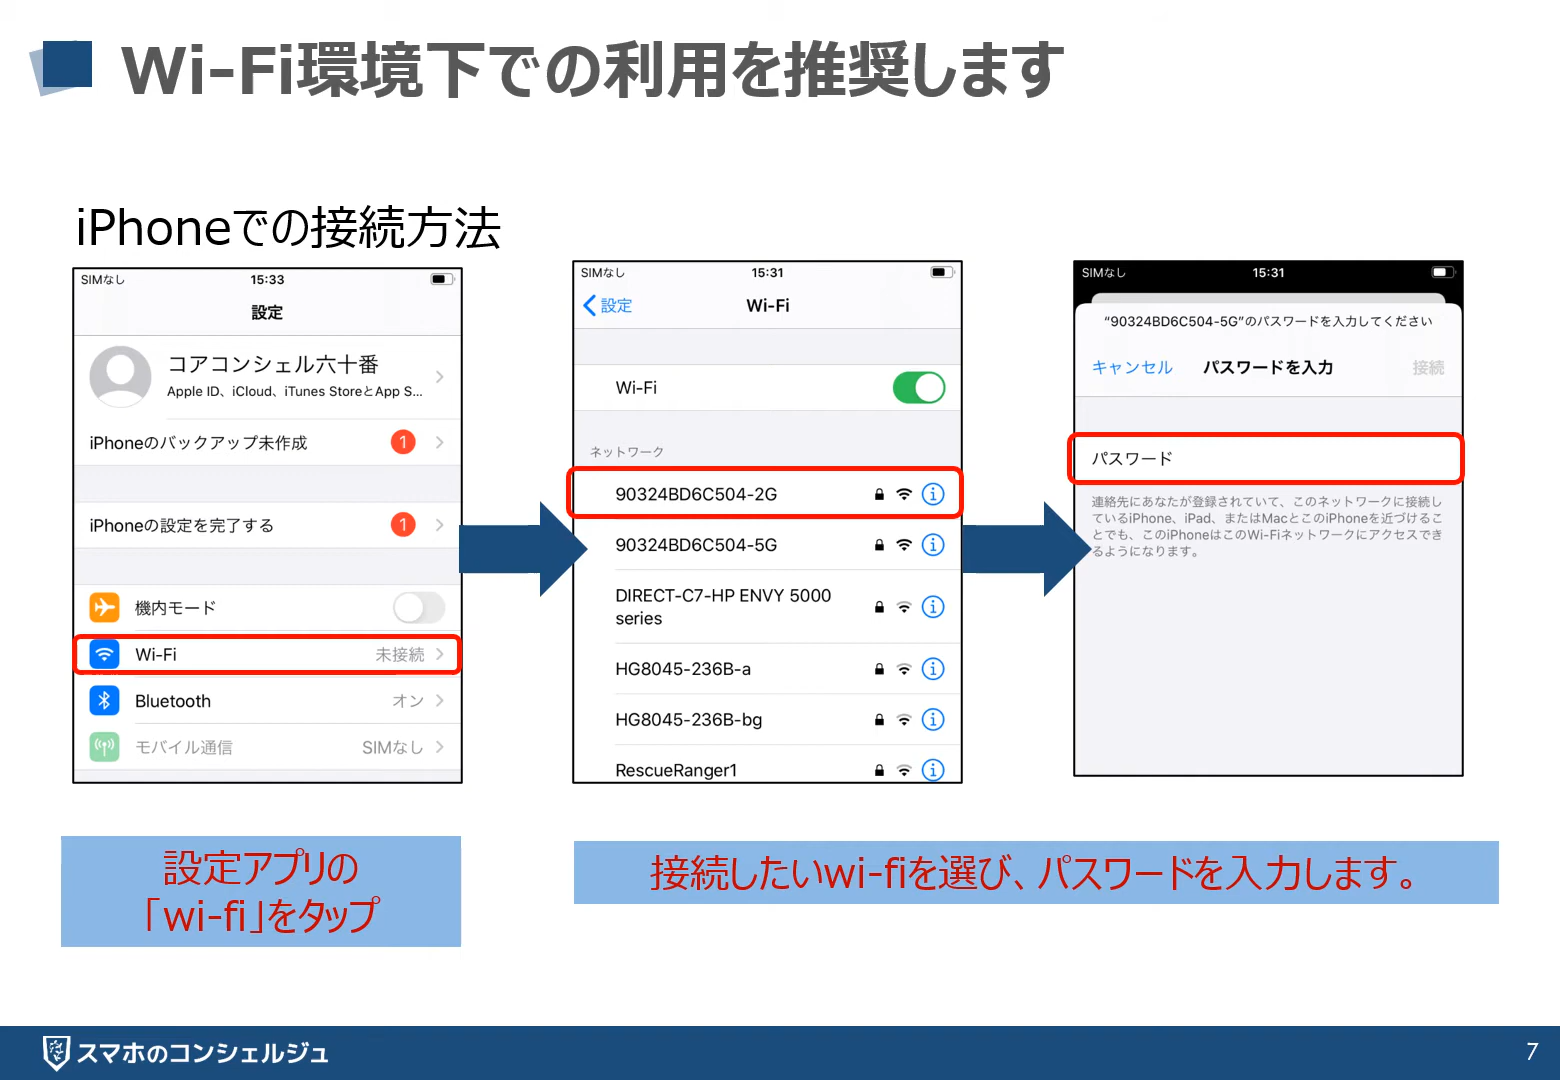 Wi-Fi環境下での利用を推奨します
iPhoneでの接続方法
SIMなし 15:33
設定
コアコンシェル六十番
Apple ID、iCloud、iTunes StoreとApp S...
iPhoneのバックアップ未作成 1
iPhoneの設定を完了する 1
機内モード
Wi-Fi 未接続
Bluetooth オン
モバイル通信 SIMなし
設定アプリの
「wi-fi」をタップ
SIMなし 15:31
設定 Wi-Fi
Wi-Fi
ネットワーク
90324BD6C504-2G
90324BD6C504-5G
DIRECT-C7-HP ENVY 5000
series
HG8045-236B-a
HG8045-236B-bg
RescueRanger1
SIMなし 15:31
“90324BD6C504-5G”のパスワードを入力してください
キャンセル パスワードを入力 接続
パスワード
連絡先にあなたが登録されていて、このネットワークに接続し
ているiPhone、iPad、またはMacとこのiPhoneを近づけるこ
とでも、このiPhoneはこのWi-Fiネットワークにアクセスでき
るようになります。
接続したいwi-fiを選び、パスワードを入力します。
スマホのコンシェルジュ
7